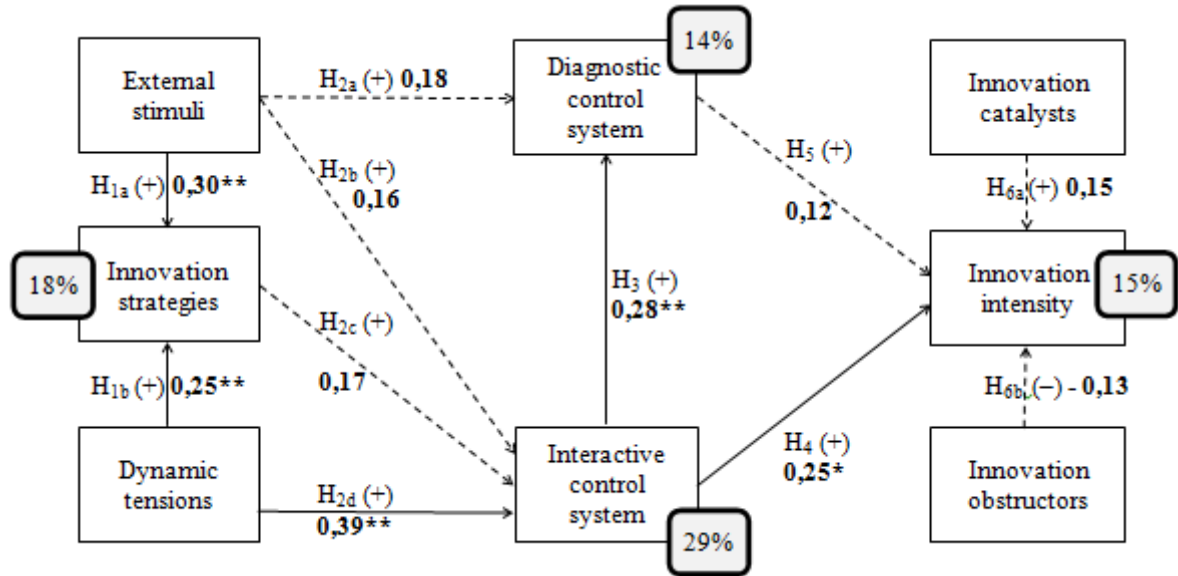 External
stimuli
H2a (+) 0,18
Diagnostic
control
system
14%
Innovation
catalysts
H2b (+)
0,16
H5 (+)
0,12
H1a (+) 0,30**
H6a (+) 0,15
18%
Innovation
strategies
H2c (+)
0,17
H3 (+)
0,28**
Innovation
intensity
15%
H1b (+) 0,25**
H6b (–) - 0,13
Dynamic
tensions
H2d (+)
0,39**
Interactive
control
system
29%
H4 (+)
0,25*
Innovation
obstructors